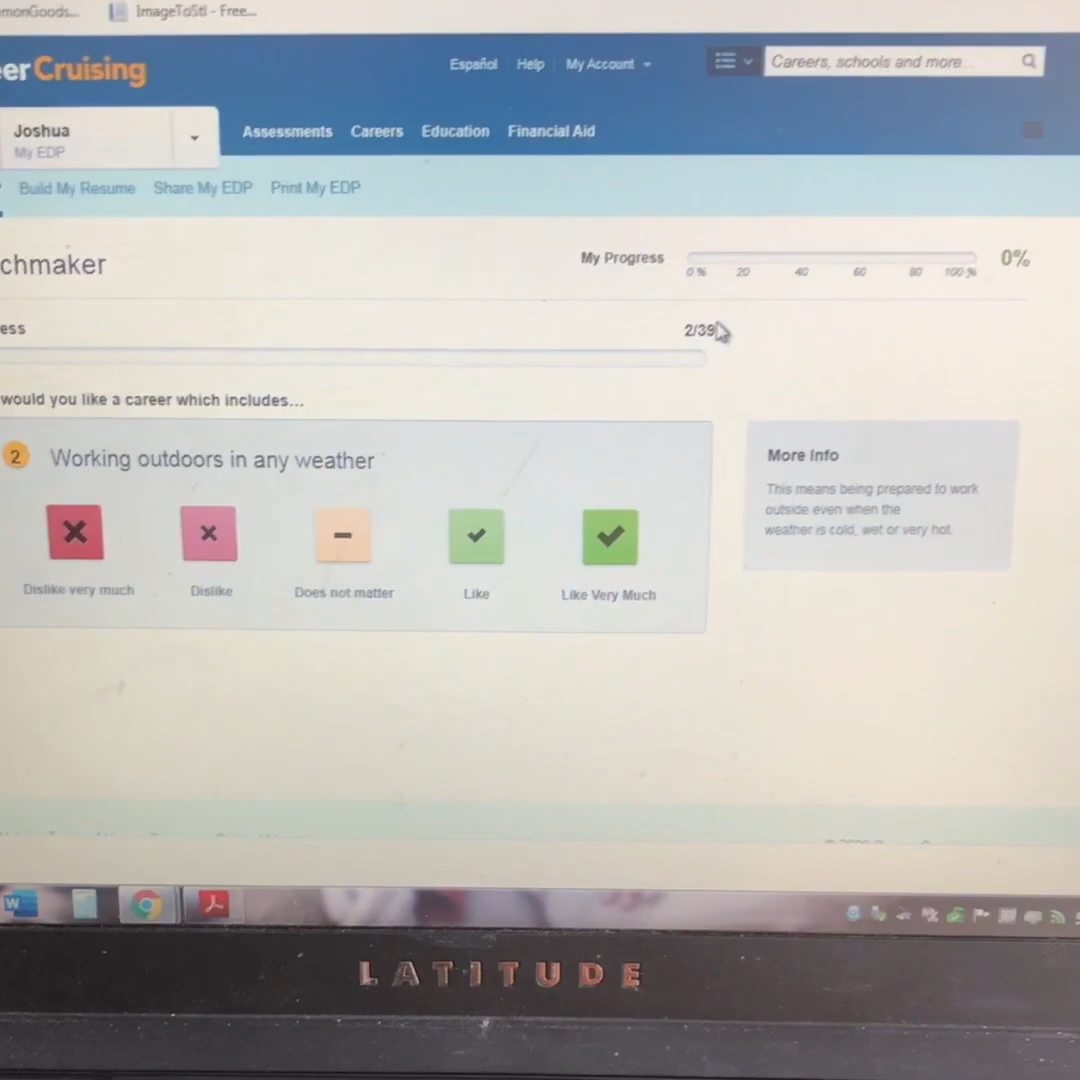 monGoods... ImageToStl - Free...
er Cruising
Español Help My Account Careers, schools and more...
Joshua
My EDP
Assessments Careers Education Financial Aid
Build My Resume Share My EDP Print My EDP
chmaker
My Progress 0% 20 40 60 80 100% 0%
ess 2/39
would you like a career which includes...
2 Working outdoors in any weather
Dislike very much Dislike Does not matter Like Like Very Much
More Info
This means being prepared to work
outside even when the
weather is cold, wet or very hot.
W
LATITUDE